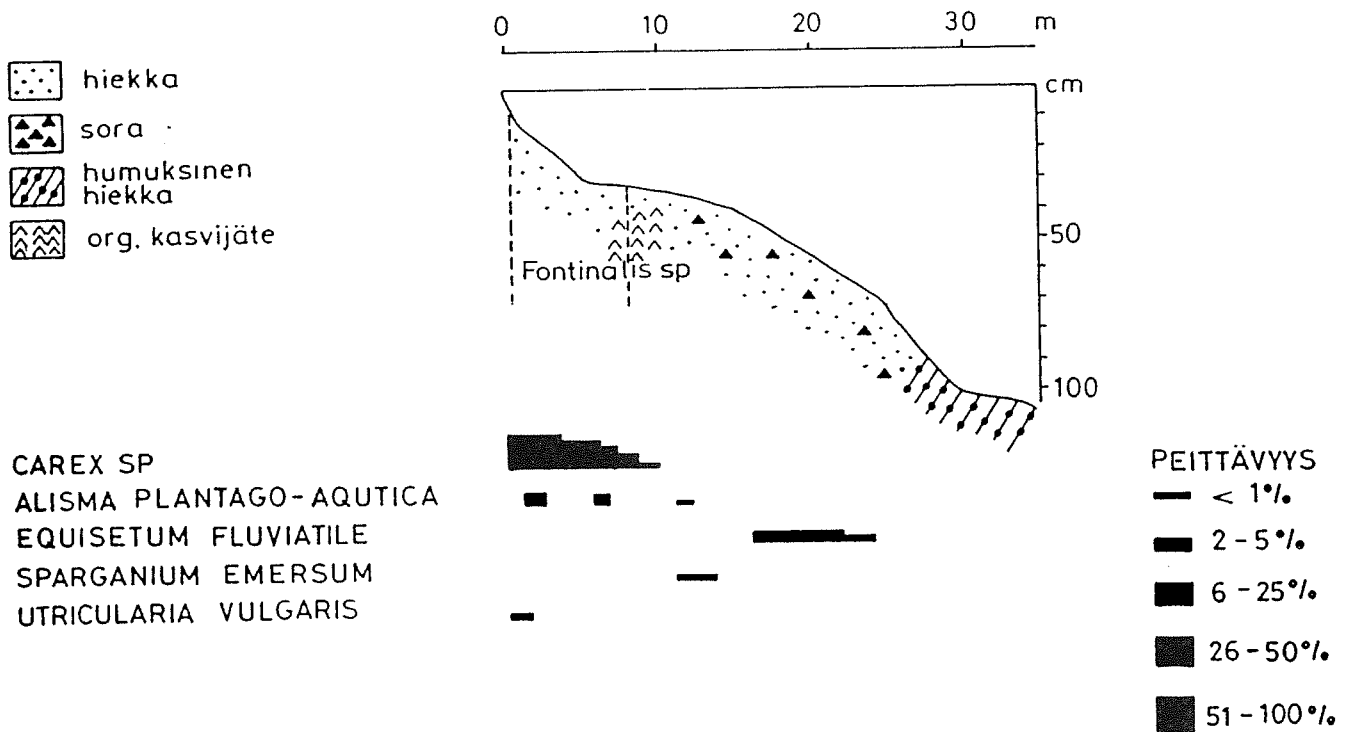 0 10 20 30 m
cm
hiekka
sora
humuksinen
hiekka
org. kasvijäte
50
Fontinalis sp
100
CAREX SP
ALISMA PLANTAGO-AQUTICA
EQUISETUM FLUVIATILE
SPARGANIUM EMERSUM
UTRICULARIA VULGARIS
PEITTÄVYYS
< 1%
2-5%
6-25%
26-50%
51-100%